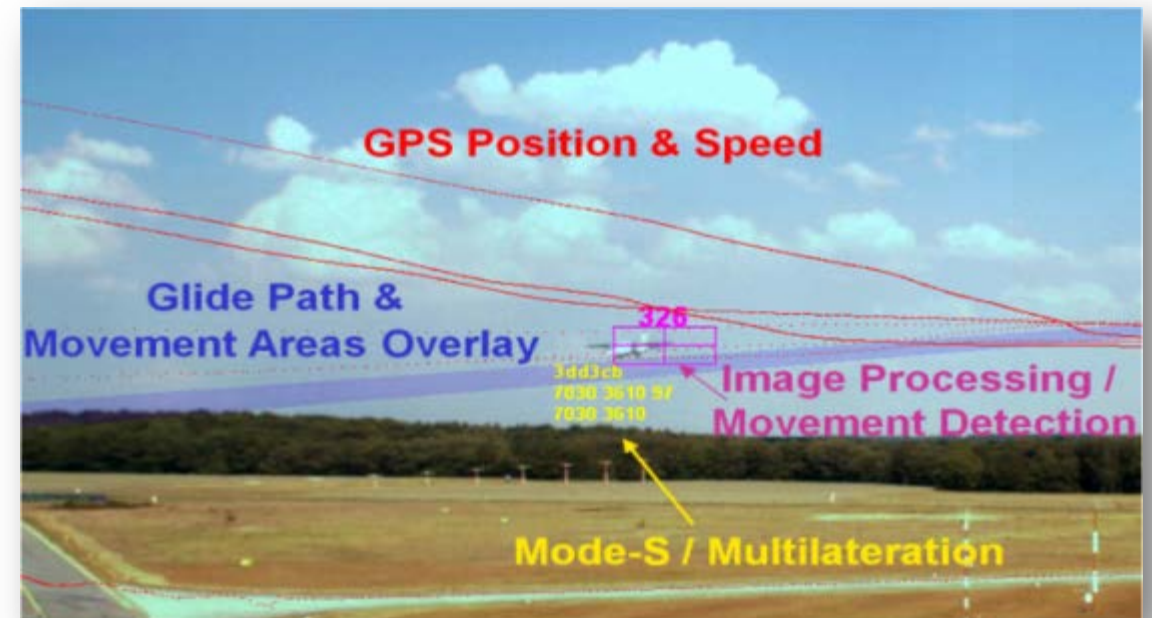 GPS Position & Speed
Glide Path &
Movement Areas Overlay
326
3dd3cb
7030 3610 97
7030 3610
Image Processing /
Movement Detection
Mode-S / Multilateration